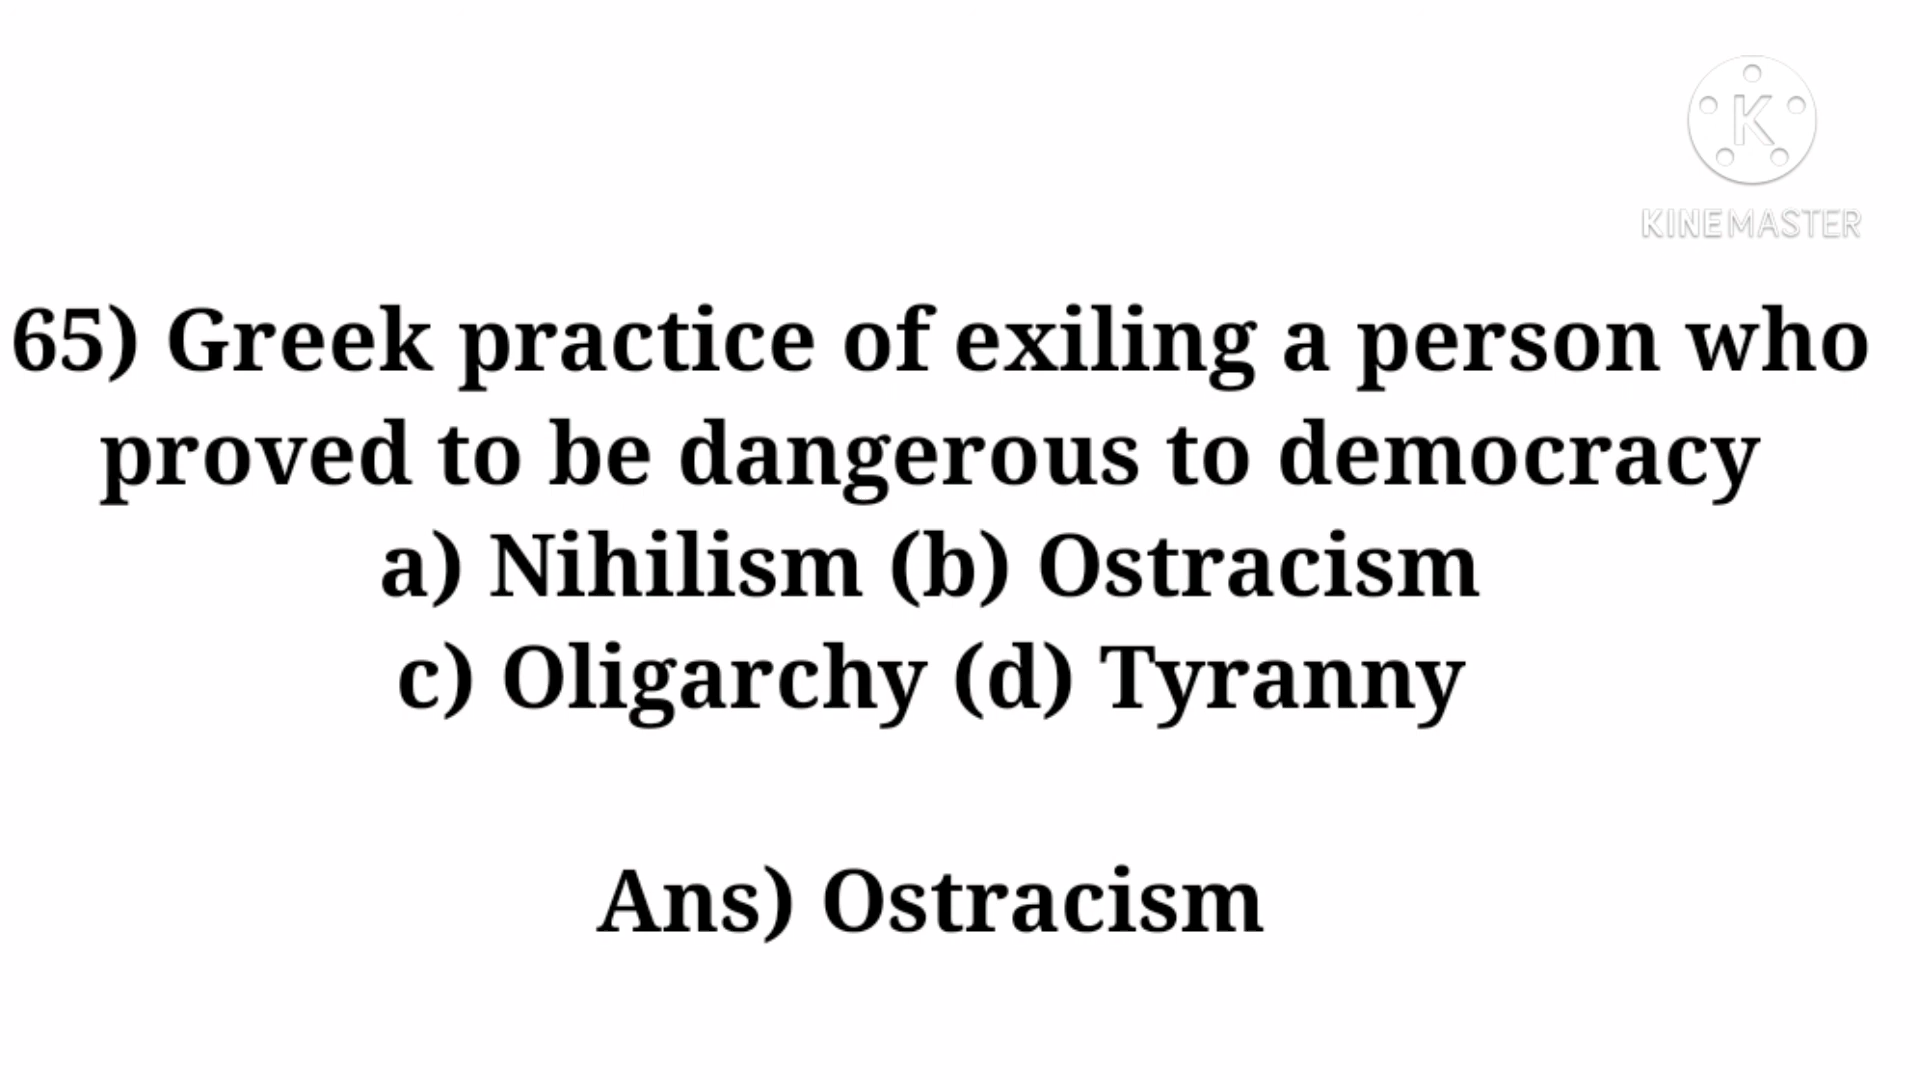 K
KINEMASTER
65) Greek practice of exiling a person who
proved to be dangerous to democracy
a) Nihilism (b) Ostracism
c) Oligarchy (d) Tyranny
Ans) Ostracism